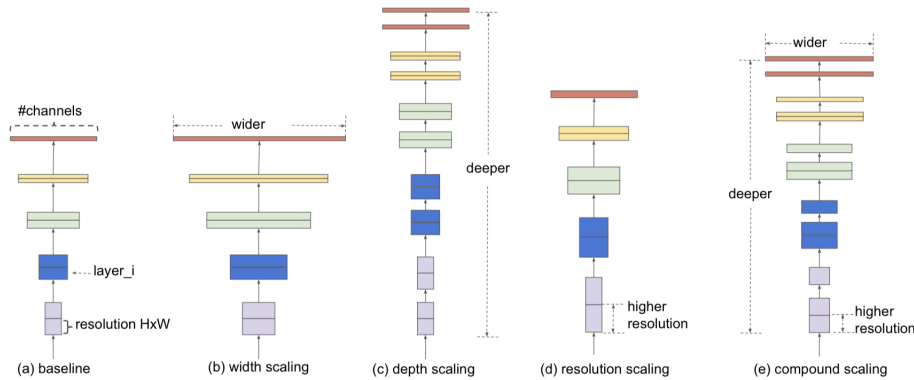 #channels
layer_i
resolution HxW
(a) baseline
wider
(b) width scaling
deeper
(c) depth scaling
higher
resolution
(d) resolution scaling
wider
deeper
higher
resolution
(e) compound scaling